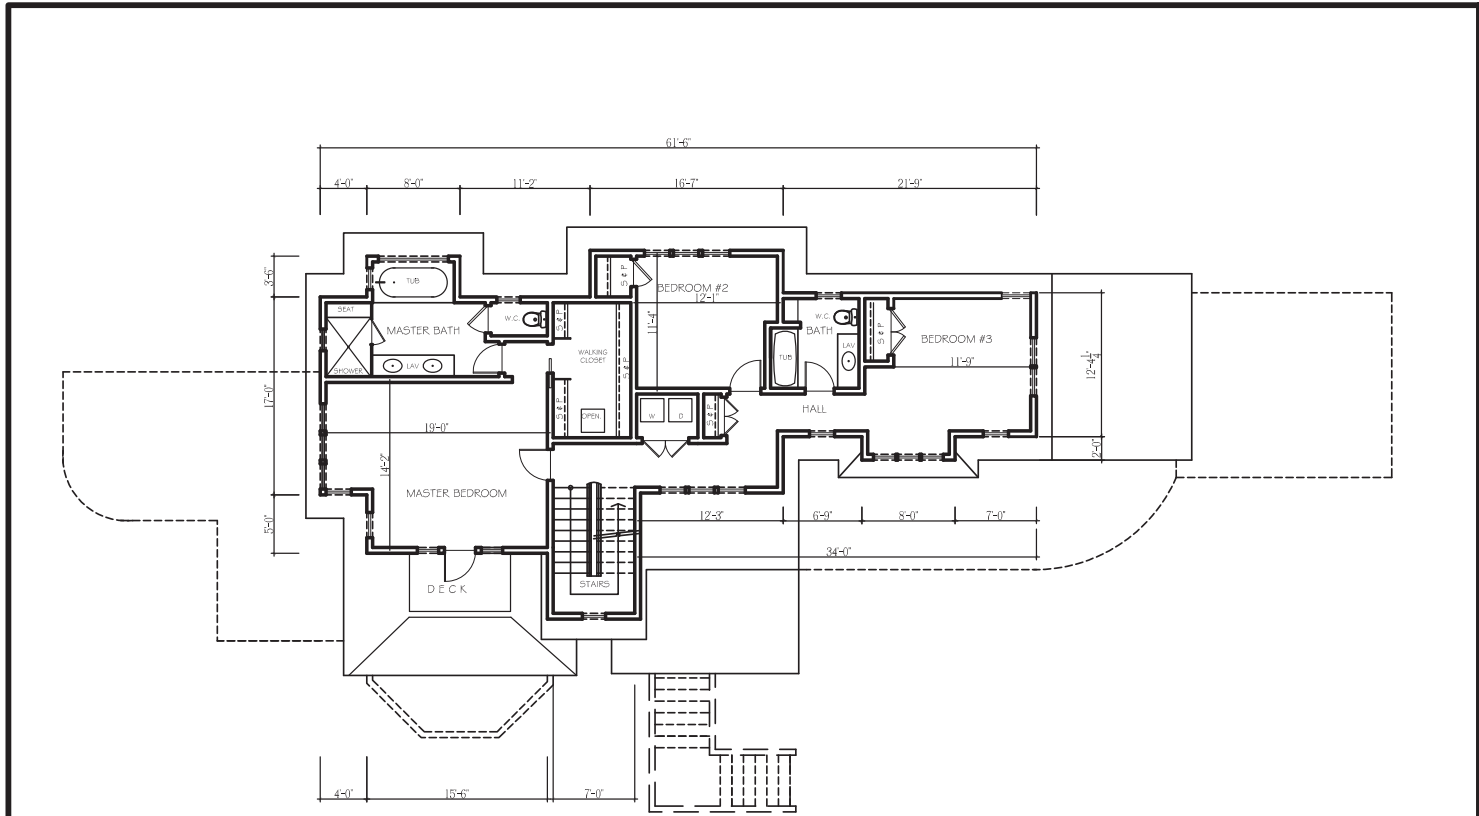 61'-6"
4'-0"
8'-0"
11'-2"
16'-7"
21'-9"
3'-6"
17'-0"
5'-0"
TUB
SEAT
MASTER BATH
W.C.
LAV
SHOWER
S & P
S & P
S & P
WALKING
CLOSET
OPEN.
S & P
BEDROOM #2
12'-1"
11'-4"
W.C.
BATH
TUB
LAV
S & P
BEDROOM #3
11'-9"
12'-4 1/4"
2'-0"
W
D
S & P
HALL
19'-0"
14'-2"
MASTER BEDROOM
DECK
STAIRS
12'-3"
6'-9"
8'-0"
7'-0"
34'-0"
4'-0"
15'-6"
7'-0"